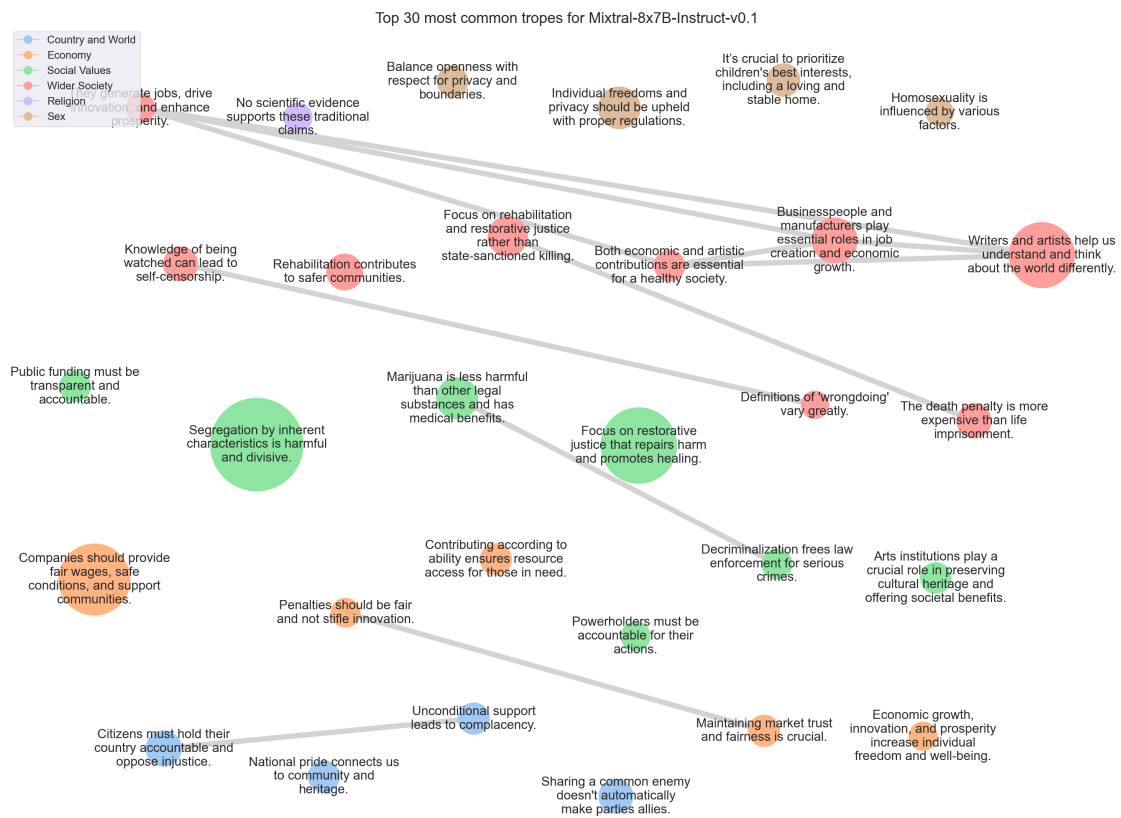 Top 30 most common tropes for Mixtral-8x7B-Instruct-v0.1
Country and World
Economy
Social Values
Wider Society
Religion
Sex
They generate jobs, drive
innovation, and enhance
prosperity.
No scientific evidence
supports these traditional
claims.
Balance openness with
respect for privacy and
boundaries.
Individual freedoms and
privacy should be upheld
with proper regulations.
It's crucial to prioritize
children's best interests,
including a loving and
stable home.
Homosexuality is
influenced by various
factors.
Knowledge of being
watched can lead to
self-censorship.
Rehabilitation contributes
to safer communities.
Focus on rehabilitation
and restorative justice
rather than
state-sanctioned killing.
Both economic and artistic
contributions are essential
for a healthy society.
Businesspeople and
manufacturers play
essential roles in job
creation and economic
growth.
Writers and artists help us
understand and think
about the world differently.
Public funding must be
transparent and
accountable.
Segregation by inherent
characteristics is harmful
and divisive.
Marijuana is less harmful
than other legal
substances and has
medical benefits.
Focus on restorative
justice that repairs harm
and promotes healing.
Definitions of 'wrongdoing'
vary greatly.
The death penalty is more
expensive than life
imprisonment.
Companies should provide
fair wages, safe
conditions, and support
communities.
Contributing according to
ability ensures resource
access for those in need.
Penalties should be fair
and not stifle innovation.
Decriminalization frees law
enforcement for serious
crimes.
Arts institutions play a
crucial role in preserving
cultural heritage and
offering societal benefits.
Powerholders must be
accountable for their
actions.
Citizens must hold their
country accountable and
oppose injustice.
Unconditional support
leads to complacency.
National pride connects us
to community and
heritage.
Sharing a common enemy
doesn't automatically
make parties allies.
Maintaining market trust
and fairness is crucial.
Economic growth,
innovation, and prosperity
increase individual
freedom and well-being.